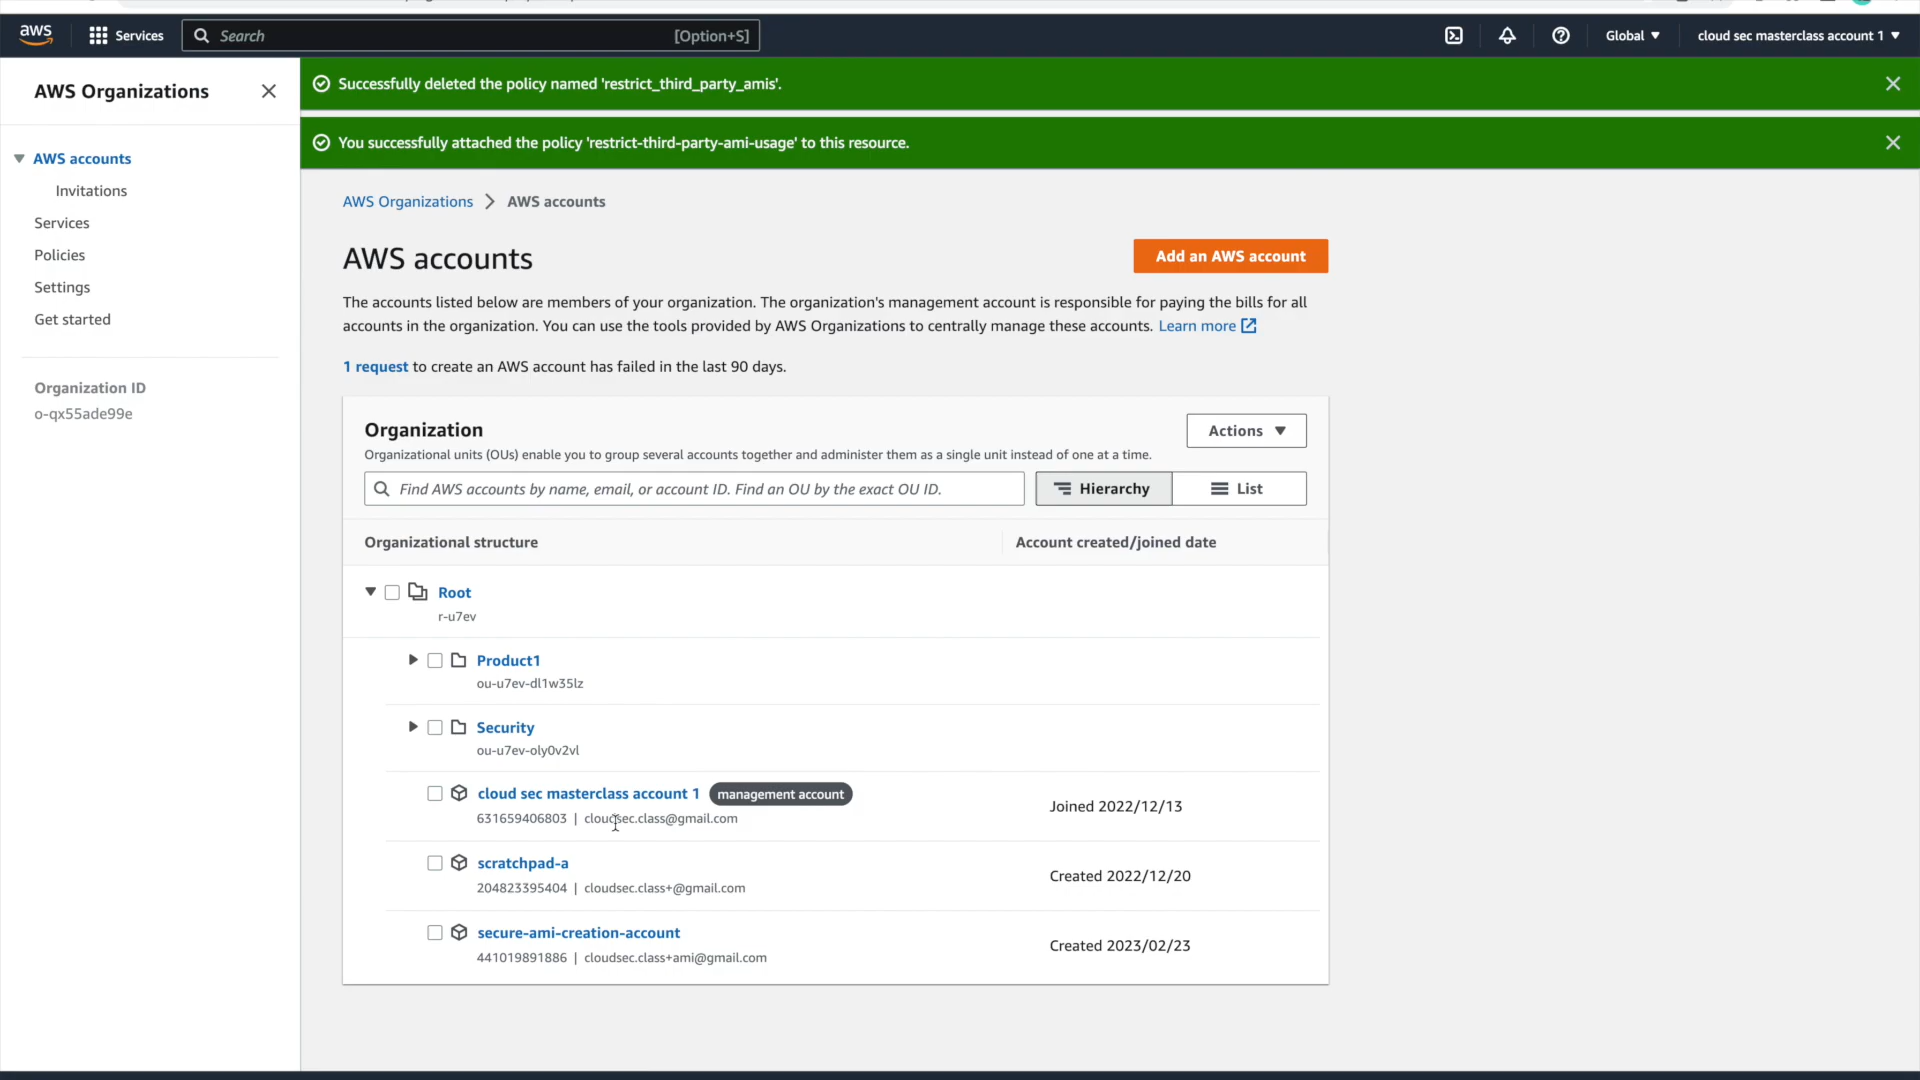 aws
Services
Search
[Option+S]
Global
cloud sec masterclass account 1
AWS Organizations
AWS accounts
Invitations
Services
Policies
Settings
Get started
Organization ID
o-qx55ade99e
Successfully deleted the policy named 'restrict_third_party_amis'.
You successfully attached the policy 'restrict-third-party-ami-usage' to this resource.
AWS Organizations > AWS accounts
AWS accounts
Add an AWS account
The accounts listed below are members of your organization. The organization's management account is responsible for paying the bills for all
accounts in the organization. You can use the tools provided by AWS Organizations to centrally manage these accounts. Learn more
1 request to create an AWS account has failed in the last 90 days.
Organization
Actions
Organizational units (OUs) enable you to group several accounts together and administer them as a single unit instead of one at a time.
Find AWS accounts by name, email, or account ID. Find an OU by the exact OU ID.
Hierarchy
List
Organizational structure
Account created/joined date
Root
r-u7ev
Product1
ou-u7ev-dl1w35lz
Security
ou-u7ev-oly0v2vl
cloud sec masterclass account 1 management account
631659406803 | cloudsec.class@gmail.com
Joined 2022/12/13
scratchpad-a
204823395404 | cloudsec.class+@gmail.com
Created 2022/12/20
secure-ami-creation-account
441019891886 | cloudsec.class+ami@gmail.com
Created 2023/02/23